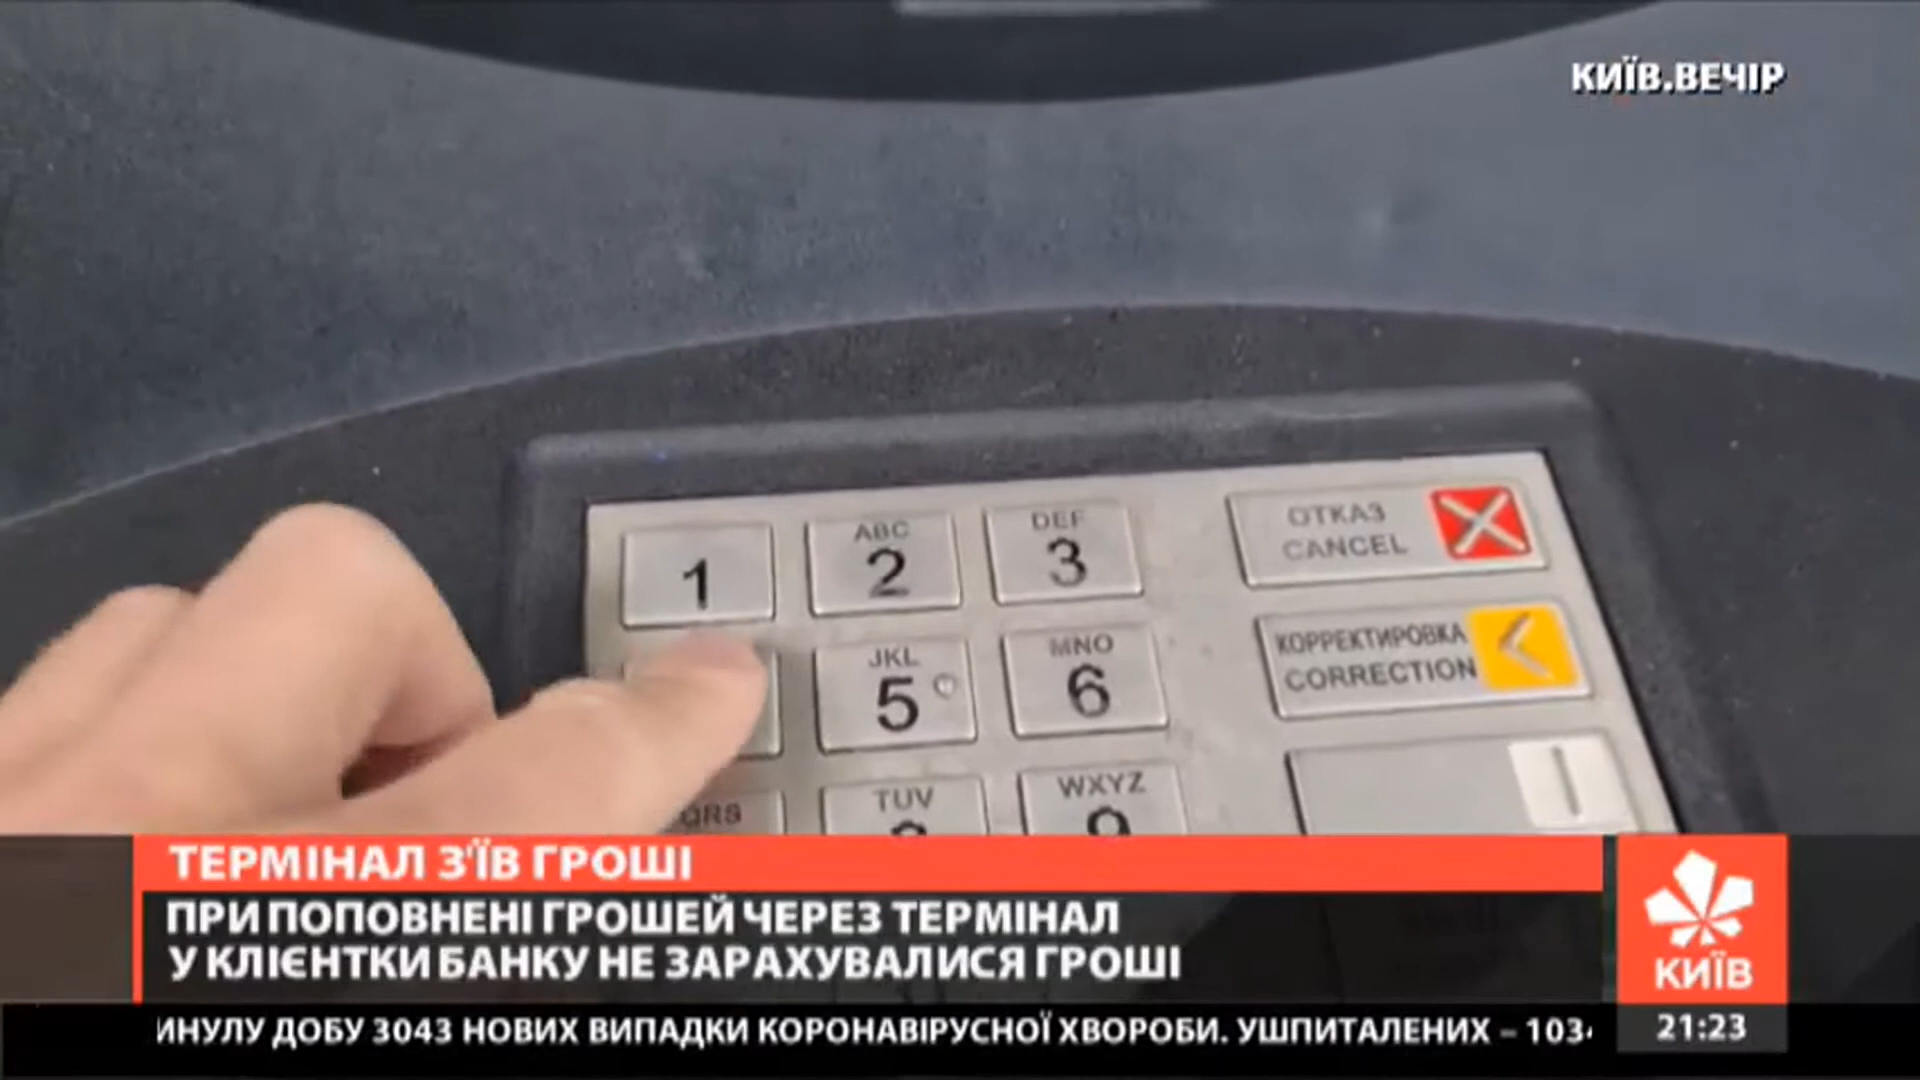 КИЇВ.ВЕЧІР
1
ABC
2
DEF
3
ОТКАЗ
CANCEL
JKL
5
MNO
6
КОРРЕКТИРОВКА
CORRECTION
QRS
TUV
WXYZ
9
ТЕРМІНАЛ З'ЇВ ГРОШІ
ПРИ ПОПОВНЕНІ ГРОШЕЙ ЧЕРЕЗ ТЕРМІНАЛ
У КЛІЄНТКИ БАНКУ НЕ ЗАРАХУВАЛИСЯ ГРОШІ
КИЇВ
ИНУЛУ ДОБУ 3043 НОВИХ ВИПАДКИ КОРОНАВІРУСНОЇ ХВОРОБИ. УШПИТАЛЕНИХ – 103
21:23